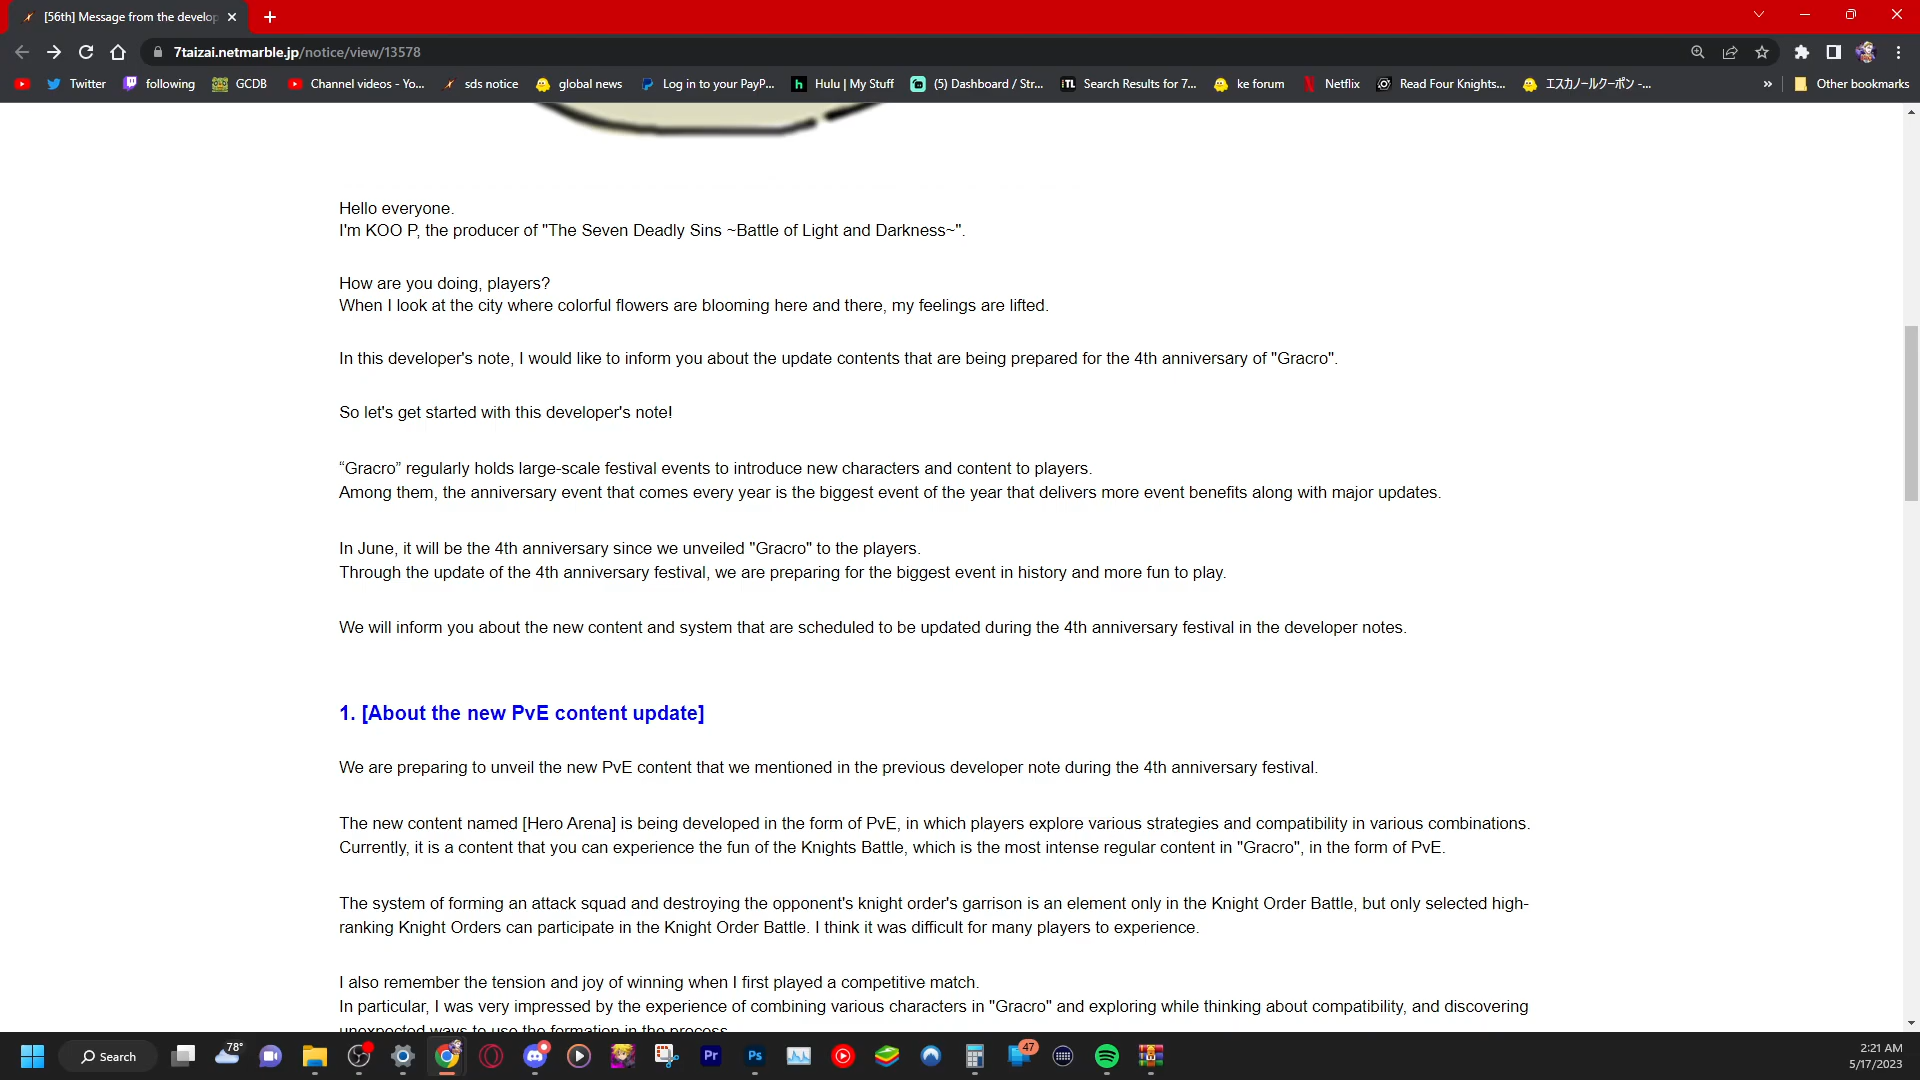 [56th] Message from the develop
7taizai.netmarble.jp/notice/view/13578
Twitter
following
GCDB
Channel videos - Yo...
sds notice
global news
Log in to your PayP...
Hulu | My Stuff
(5) Dashboard / Str...
Search Results for 7...
ke forum
Netflix
Read Four Knights...
エスカノールクーポン -...
»
Other bookmarks
Hello everyone.
I'm KOO P, the producer of "The Seven Deadly Sins ~Battle of Light and Darkness~".
How are you doing, players?
When I look at the city where colorful flowers are blooming here and there, my feelings are lifted.
In this developer's note, I would like to inform you about the update contents that are being prepared for the 4th anniversary of "Gracro".
So let's get started with this developer's note!
“Gracro” regularly holds large-scale festival events to introduce new characters and content to players.
Among them, the anniversary event that comes every year is the biggest event of the year that delivers more event benefits along with major updates.
In June, it will be the 4th anniversary since we unveiled "Gracro" to the players.
Through the update of the 4th anniversary festival, we are preparing for the biggest event in history and more fun to play.
We will inform you about the new content and system that are scheduled to be updated during the 4th anniversary festival in the developer notes.
1. [About the new PvE content update]
We are preparing to unveil the new PvE content that we mentioned in the previous developer note during the 4th anniversary festival.
The new content named [Hero Arena] is being developed in the form of PvE, in which players explore various strategies and compatibility in various combinations.
Currently, it is a content that you can experience the fun of the Knights Battle, which is the most intense regular content in "Gracro", in the form of PvE.
The system of forming an attack squad and destroying the opponent's knight order's garrison is an element only in the Knight Order Battle, but only selected high-
ranking Knight Orders can participate in the Knight Order Battle. I think it was difficult for many players to experience.
I also remember the tension and joy of winning when I first played a competitive match.
In particular, I was very impressed by the experience of combining various characters in "Gracro" and exploring while thinking about compatibility, and discovering
unexpected ways to use the formation in the process.
Search
78°
Pr
Ps
47
2:21 AM
5/17/2023